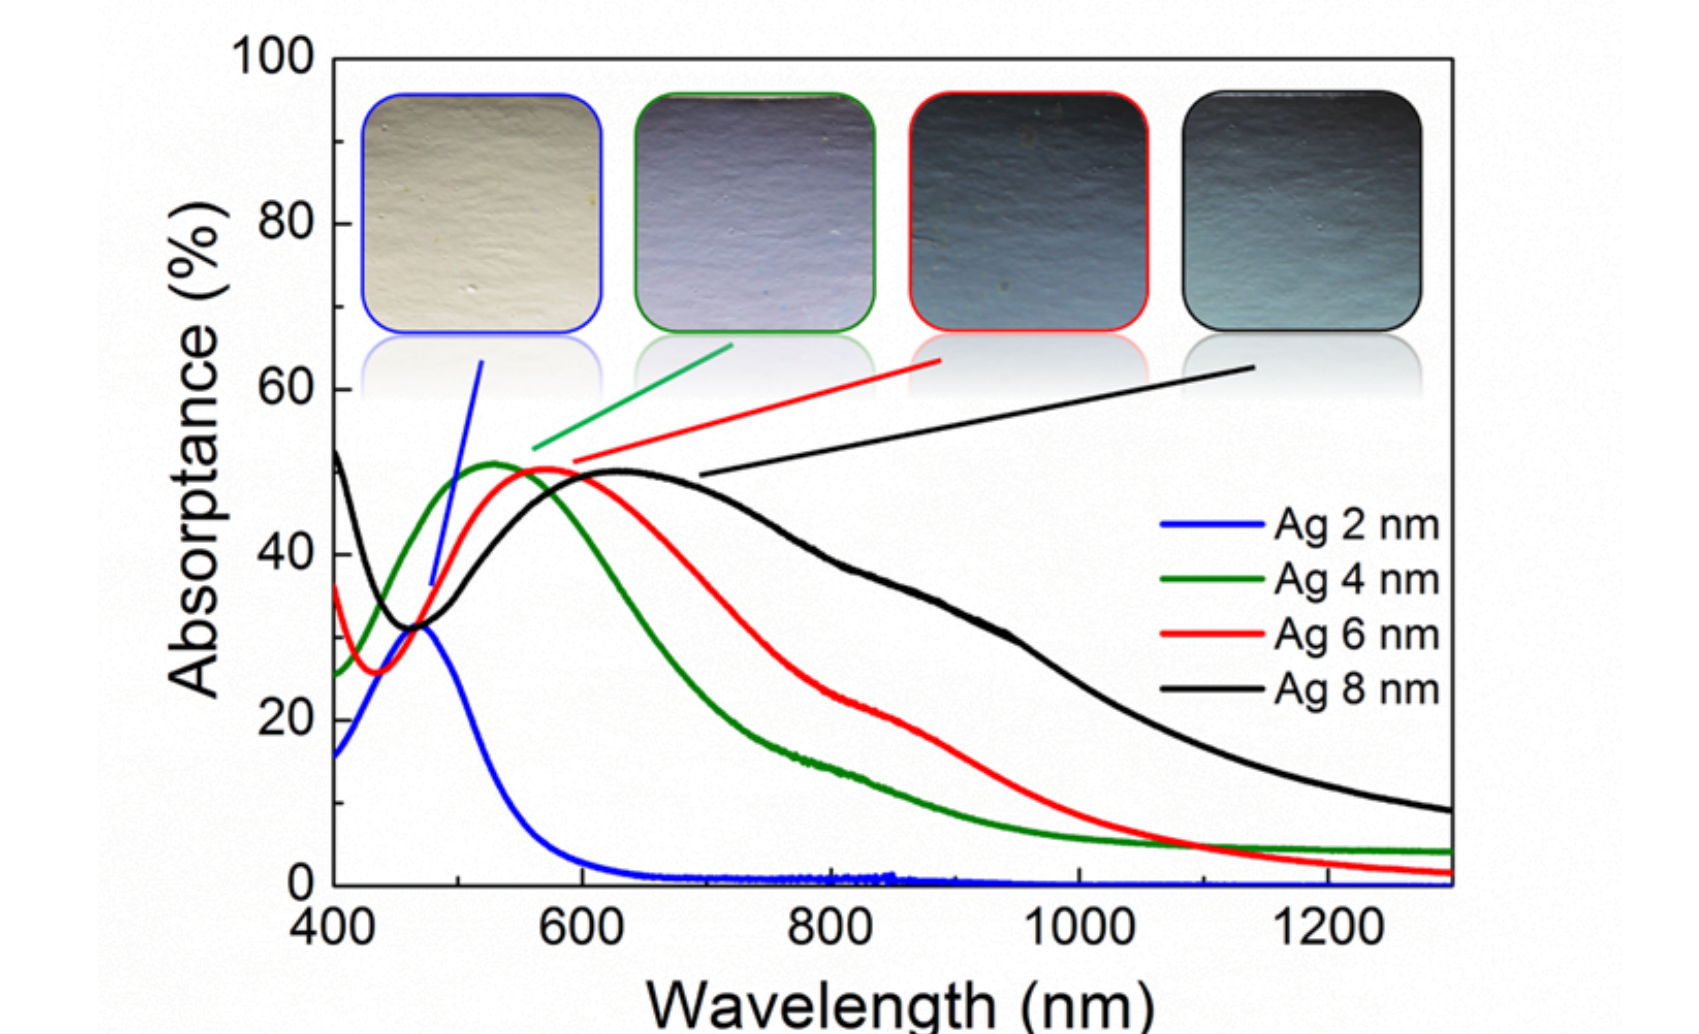 100
80
60
40
20
0
Absorptance (%)
Ag 2 nm
Ag 4 nm
Ag 6 nm
Ag 8 nm
400 600 800 1000 1200
Wavelength (nm)